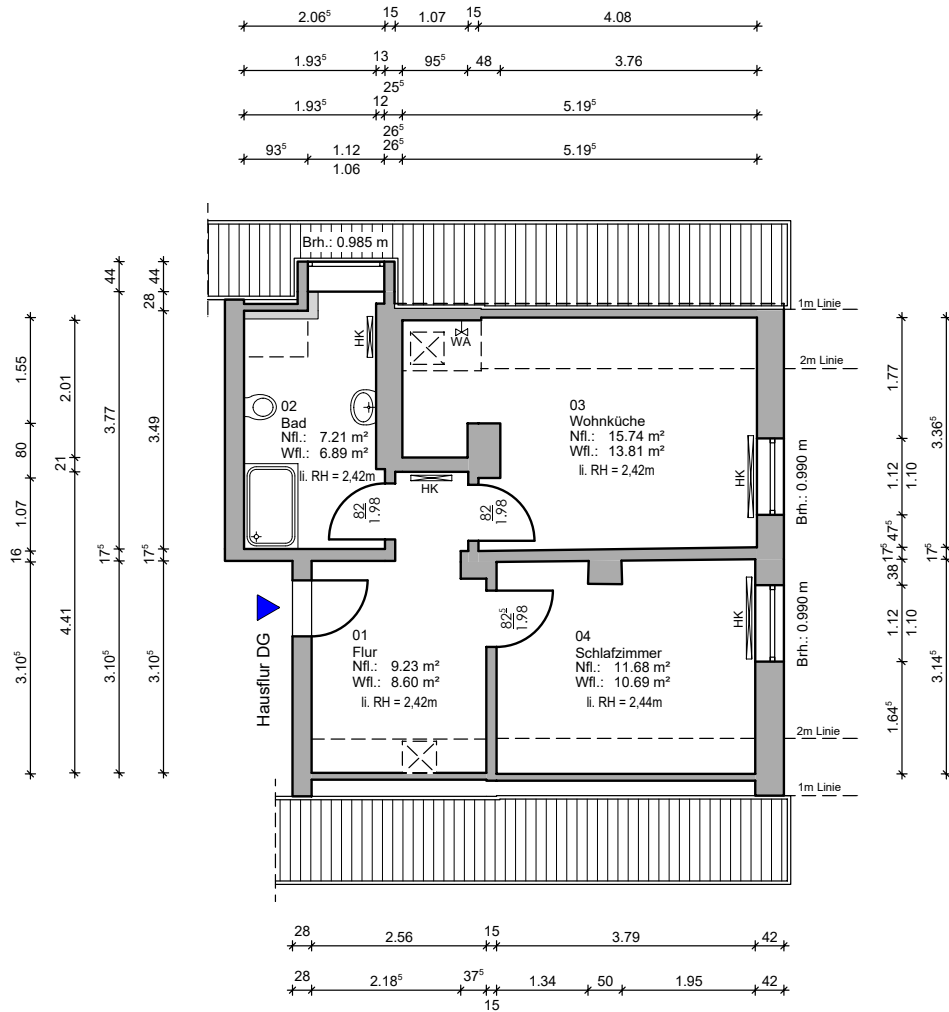 2.06⁵ 15 1.07 15 4.08
1.93⁵ 13 95⁵ 48 3.76
25⁵
1.93⁵ 12 5.19⁵
26⁵
93⁵ 1.12 26⁵ 5.19⁵
1.06
Brh.: 0.985 m
1m Linie
2m Linie
HK
WA
02
Bad
Nfl.: 7.21 m²
Wfl.: 6.89 m²
li. RH = 2,42m
03
Wohnküche
Nfl.: 15.74 m²
Wfl.: 13.81 m²
li. RH = 2,42m
HK
Brh.: 0.990 m
HK
82
1.98
82
1.98
82⁵
1.98
Hausflur DG
01
Flur
Nfl.: 9.23 m²
Wfl.: 8.60 m²
li. RH = 2,42m
04
Schlafzimmer
Nfl.: 11.68 m²
Wfl.: 10.69 m²
li. RH = 2,44m
HK
Brh.: 0.990 m
2m Linie
1m Linie
1.55 80 1.07 16 3.10⁵
2.01 21 4.41
44 3.77 17⁵ 3.10⁵
44 28 3.49 17⁵ 3.10⁵
1.77 1.12 47⁵ 17⁵ 38 1.12 1.64⁵
1.10 1.10
3.36⁵ 17⁵ 3.14⁵
28 2.56 15 3.79 42
28 2.18⁵ 37⁵ 1.34 50 1.95 42
15